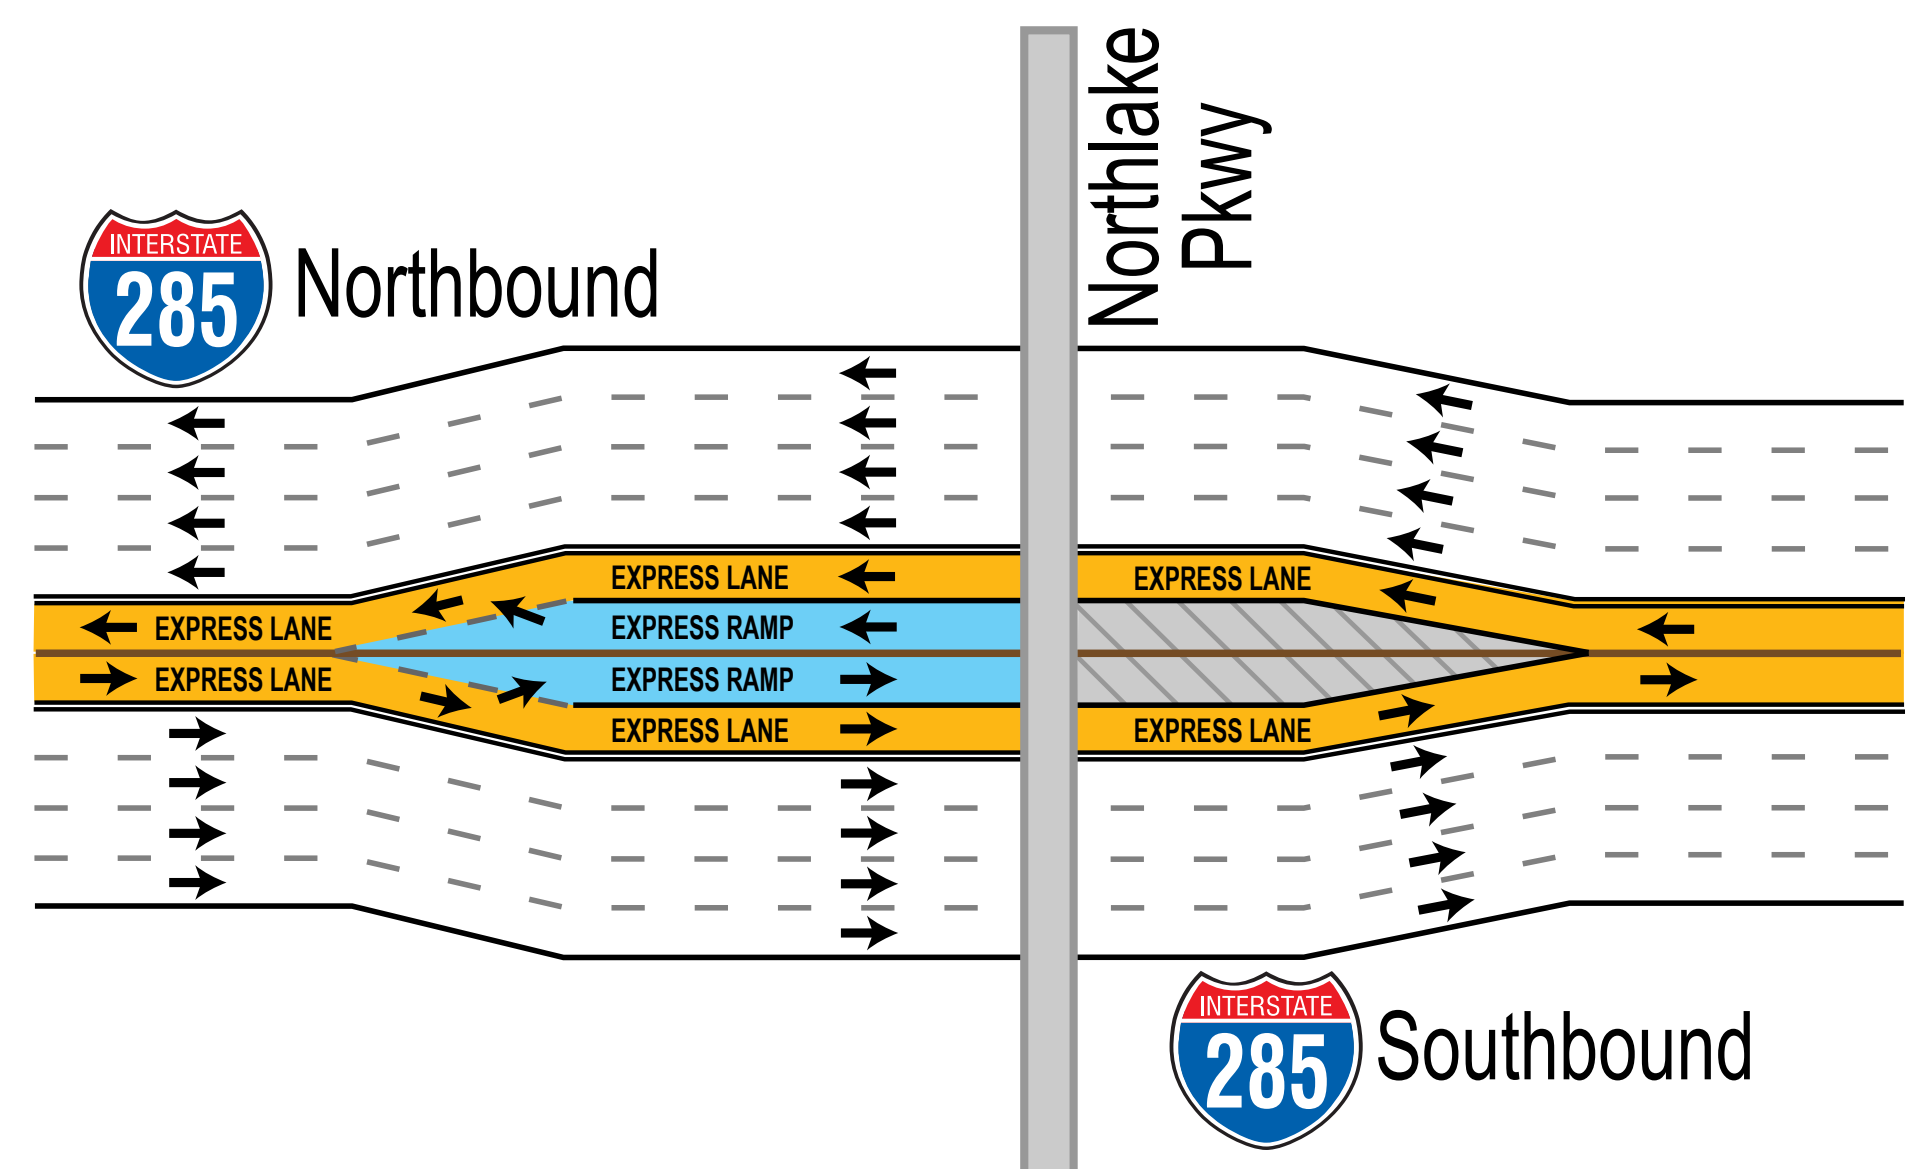 Northlake
Pkwy
INTERSTATE
285
Northbound
EXPRESS LANE
EXPRESS LANE
EXPRESS LANE
EXPRESS RAMP
EXPRESS LANE
EXPRESS RAMP
EXPRESS LANE
EXPRESS LANE
INTERSTATE
285
Southbound